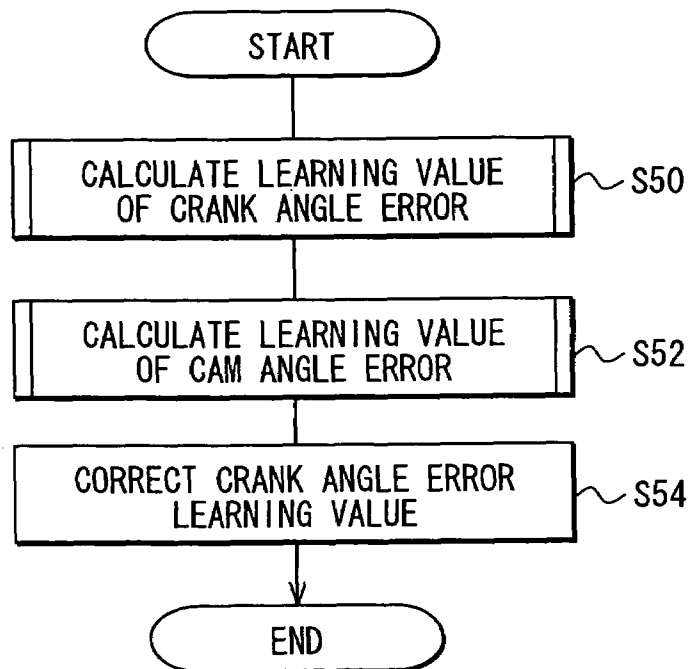 START
CALCULATE LEARNING VALUE
OF CRANK ANGLE ERROR
S50
CALCULATE LEARNING VALUE
OF CAM ANGLE ERROR
S52
CORRECT CRANK ANGLE ERROR
LEARNING VALUE
S54
END